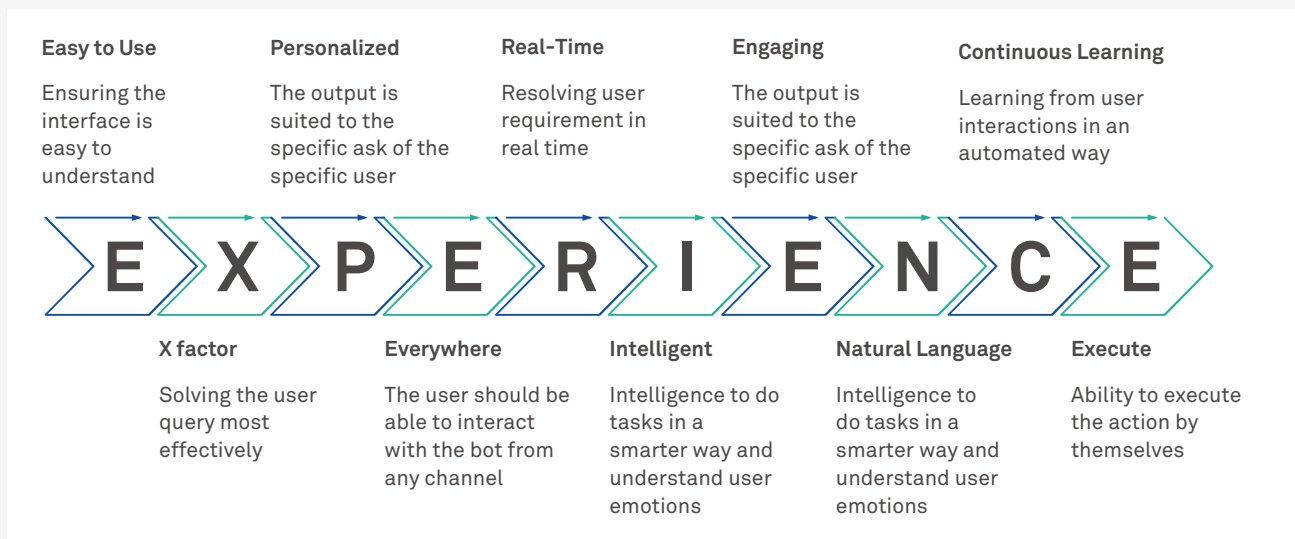 Easy to Use
Ensuring the
interface is
easy to
understand
Personalized
The output is
suited to the
specific ask of the
specific user
Real-Time
Resolving user
requirement in
real time
Engaging
The output is
suited to the
specific ask of the
specific user
Continuous Learning
Learning from user
interactions in an
automated way
E X P E R I E N C E
X factor
Solving the user
query most
effectively
Everywhere
The user should be
able to interact
with the bot from
any channel
Intelligent
Intelligence to do
tasks in a
smarter way and
understand user
emotions
Natural Language
Intelligence to
do tasks in a
smarter way and
understand user
emotions
Execute
Ability to execute
the action by
themselves